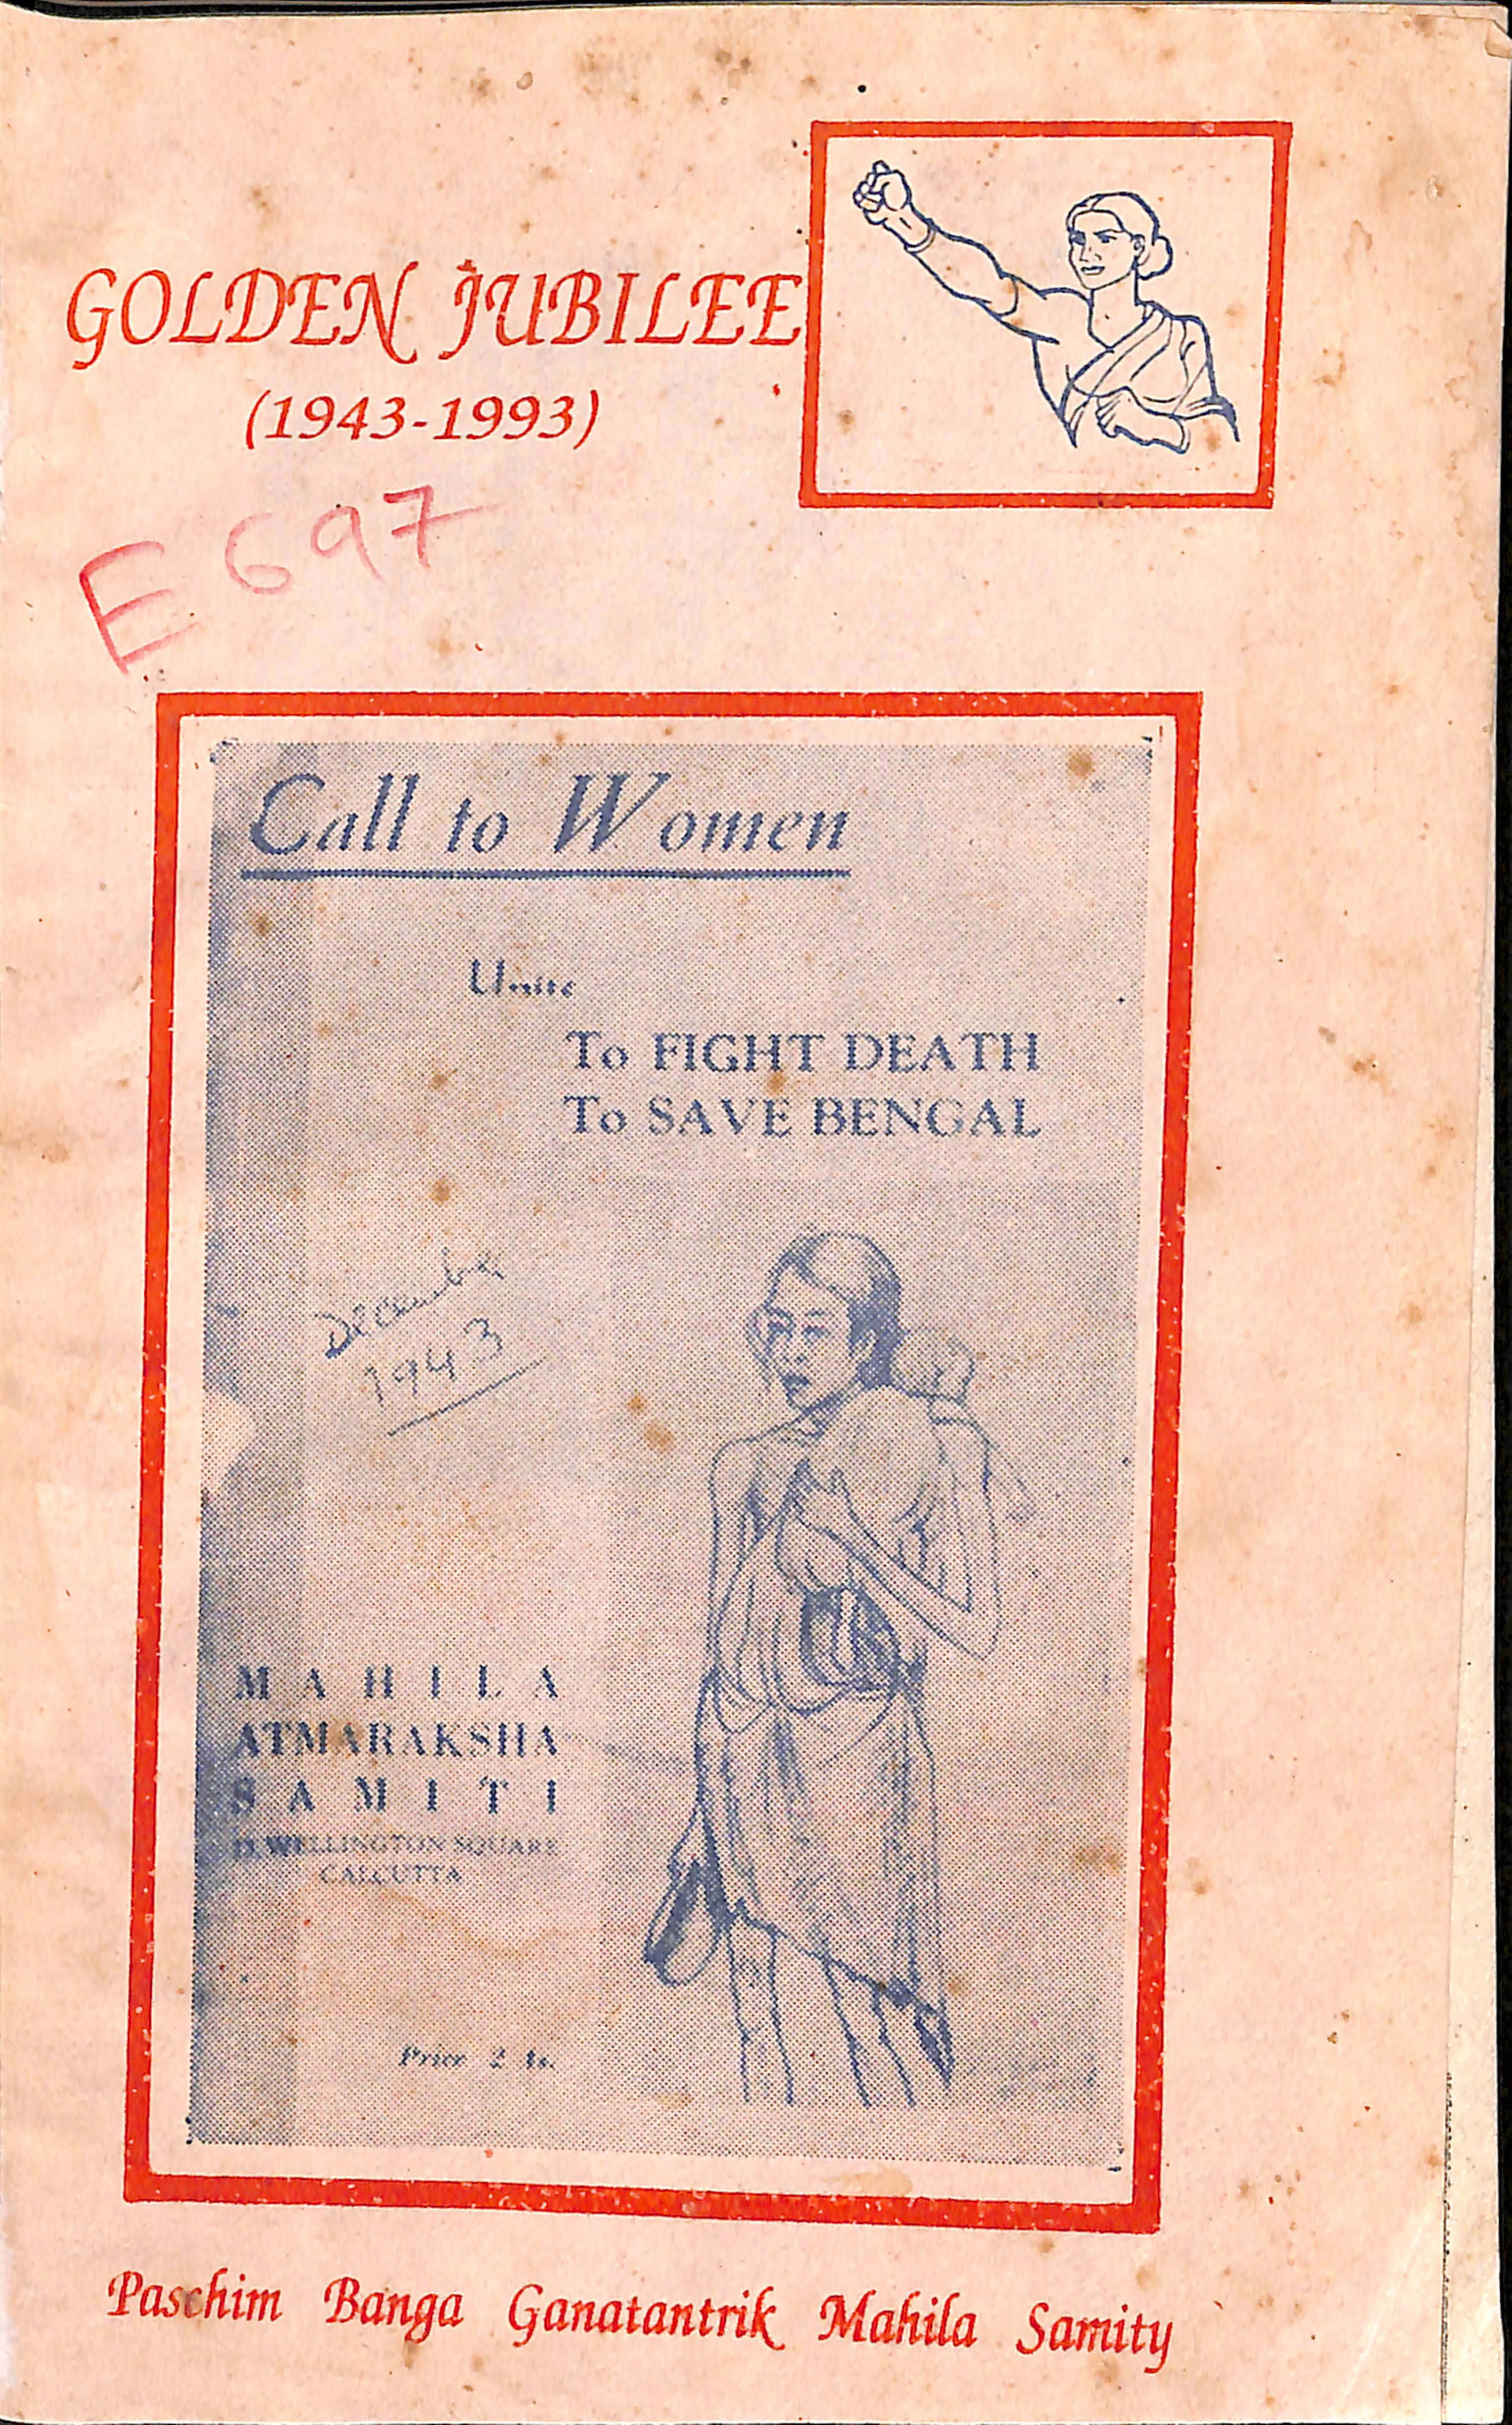 GOLDEN JUBILEE
(1943-1993)
E 697
Call to Women
Unite
To FIGHT DEATH
To SAVE BENGAL
December
1943
MAHILA
ATMARAKSHA
SAMITI
WELLINGTON SQUARE
CALCUTTA
Price 2 As.
Paschim Banga Ganatantrik Mahila Samity